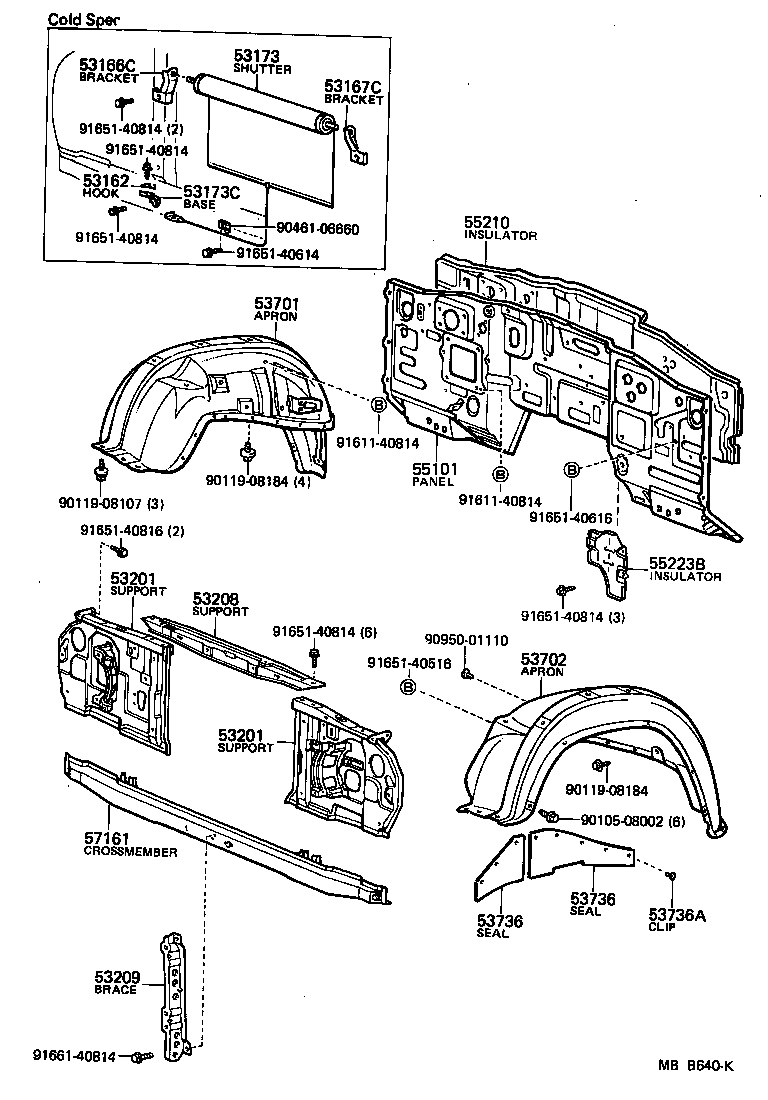 Cold Sper
53166C
BRACKET
53173
SHUTTER
53167C
BRACKET
91651-40814 (2)
91651-40814
53162
HOOK
53173C
BASE
91651-40814
90461-06660
91651-40614
55210
INSULATOR
53701
APRON
B
91611-40814
55101
PANEL
B
91611-40814
B
91651-40616
90119-08184 (4)
90119-08107 (3)
91651-40816 (2)
55223B
INSULATOR
91651-40814 (3)
53201
SUPPORT
53208
SUPPORT
91651-40814 (6)
90950-01110
91651-40516
B
53702
APRON
53201
SUPPORT
90119-08184
90105-08002 (6)
57161
CROSSMEMBER
53736
SEAL
53736
SEAL
53736A
CLIP
53209
BRACE
91661-40814
MB B640-K